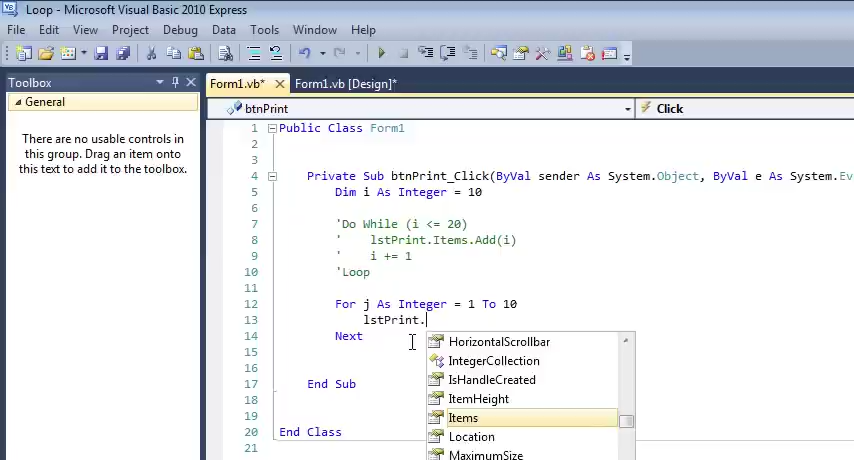 Loop - Microsoft Visual Basic 2010 Express
File Edit View Project Debug Data Tools Window Help
Toolbox
General
There are no usable controls in
this group. Drag an item onto
this text to add it to the toolbox.
Form1.vb*
Form1.vb [Design]*
btnPrint
Click
1 Public Class Form1
2
3
4 Private Sub btnPrint_Click(ByVal sender As System.Object, ByVal e As System.Ev
5 Dim i As Integer = 10
6
7 'Do While (i <= 20)
8 ' lstPrint.Items.Add(i)
9 ' i += 1
10 'Loop
11
12 For j As Integer = 1 To 10
13 lstPrint.
14 Next
15
16
17 End Sub
18
19
20 End Class
21
HorizontalScrollbar
IntegerCollection
IsHandleCreated
ItemHeight
Items
Location
MaximumSize